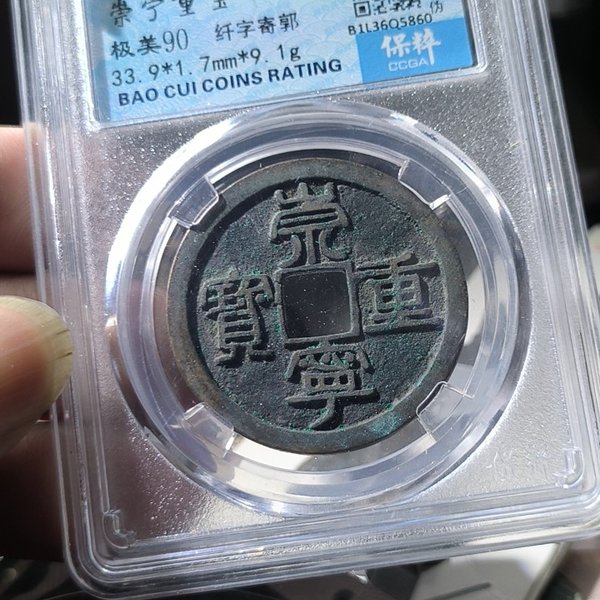 崇宁重宝
极美90 纤字寄郭
33.9*1.7mm*9.1g
BAO CUI COINS RATING
B1L36Q5860
保粹
CCGA
崇寧重寳